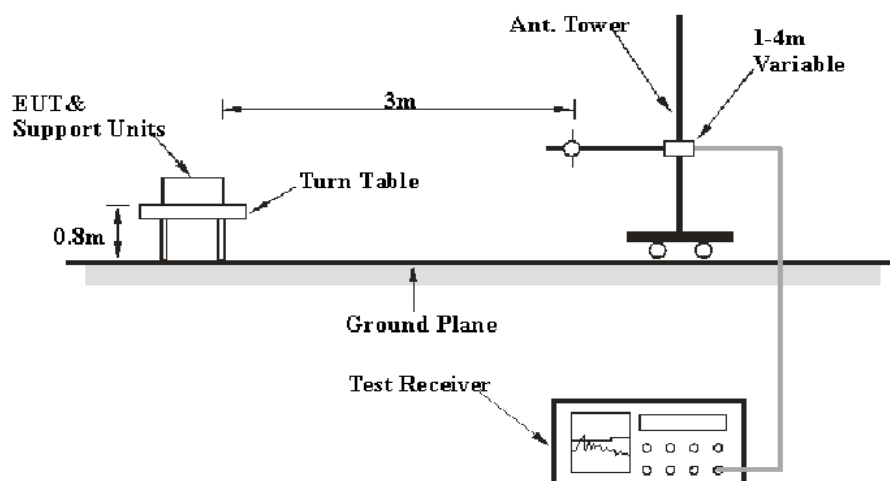 Ant. Tower
1-4m
Variable
3m
EUT&
Support Units
Turn Table
0.8m
Ground Plane
Test Receiver